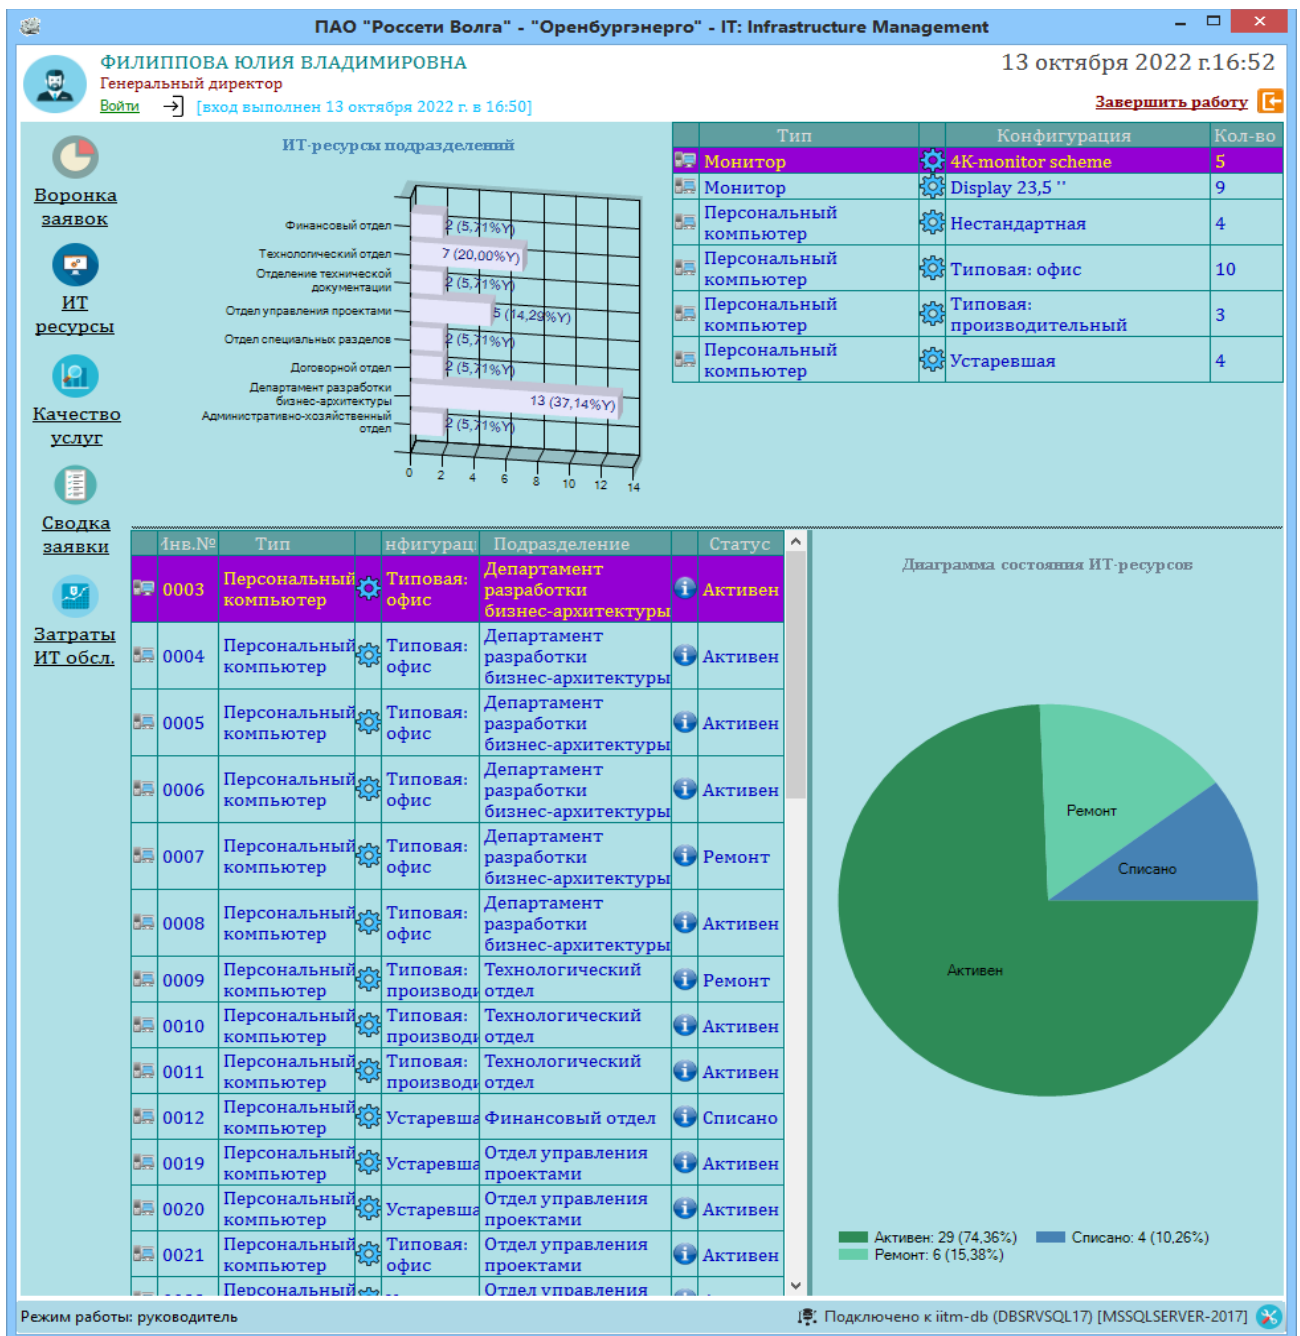 ПАО "Россети Волга" - "Оренбургэнерго" - IT: Infrastructure Management
ФИЛИППОВА ЮЛИЯ ВЛАДИМИРОВНА
Генеральный директор
Войти [вход выполнен 13 октября 2022 г. в 16:50]
13 октября 2022 г.16:52
Завершить работу
Воронка
заявок
ИТ
ресурсы
Качество
услуг
Сводка
заявки
Затраты
ИТ обсл.
ИТ-ресурсы подразделений
Финансовый отдел 2 (5,71%Y)
Технологический отдел 7 (20,00%Y)
Отделение технической
документации 2 (5,71%Y)
Отдел управления проектами 5 (14,29%Y)
Отдел специальных разделов 2 (5,71%Y)
Договорной отдел 2 (5,71%Y)
Департамент разработки
бизнес-архитектуры 13 (37,14%Y)
Административно-хозяйственный
отдел 2 (5,71%Y)
0 2 4 6 8 10 12 14
Тип Конфигурация Кол-во
Монитор 4K-monitor scheme 5
Монитор Display 23,5 '' 9
Персональный
компьютер Нестандартная 4
Персональный
компьютер Типовая: офис 10
Персональный
компьютер Типовая:
производительный 3
Персональный
компьютер Устаревшая 4
Инв.№ Тип нфигурац Подразделение Статус
0003 Персональный
компьютер Типовая:
офис Департамент
разработки
бизнес-архитектуры Активен
0004 Персональный
компьютер Типовая:
офис Департамент
разработки
бизнес-архитектуры Активен
0005 Персональный
компьютер Типовая:
офис Департамент
разработки
бизнес-архитектуры Активен
0006 Персональный
компьютер Типовая:
офис Департамент
разработки
бизнес-архитектуры Активен
0007 Персональный
компьютер Типовая:
офис Департамент
разработки
бизнес-архитектуры Ремонт
0008 Персональный
компьютер Типовая:
офис Департамент
разработки
бизнес-архитектуры Активен
0009 Персональный
компьютер Типовая:
производи Технологический
отдел Ремонт
0010 Персональный
компьютер Типовая:
производи Технологический
отдел Активен
0011 Персональный
компьютер Типовая:
производи Технологический
отдел Активен
0012 Персональный
компьютер Устаревша Финансовый отдел Списано
0019 Персональный
компьютер Устаревша Отдел управления
проектами Активен
0020 Персональный
компьютер Устаревша Отдел управления
проектами Активен
0021 Персональный
компьютер Типовая:
офис Отдел управления
проектами Активен
Персональный Отдел управления
Диаграмма состояния ИТ-ресурсов
Ремонт
Списано
Активен
Активен: 29 (74,36%) Списано: 4 (10,26%)
Ремонт: 6 (15,38%)
Режим работы: руководитель
Подключено к iitm-db (DBSRVSQL17) [MSSQLSERVER-2017]